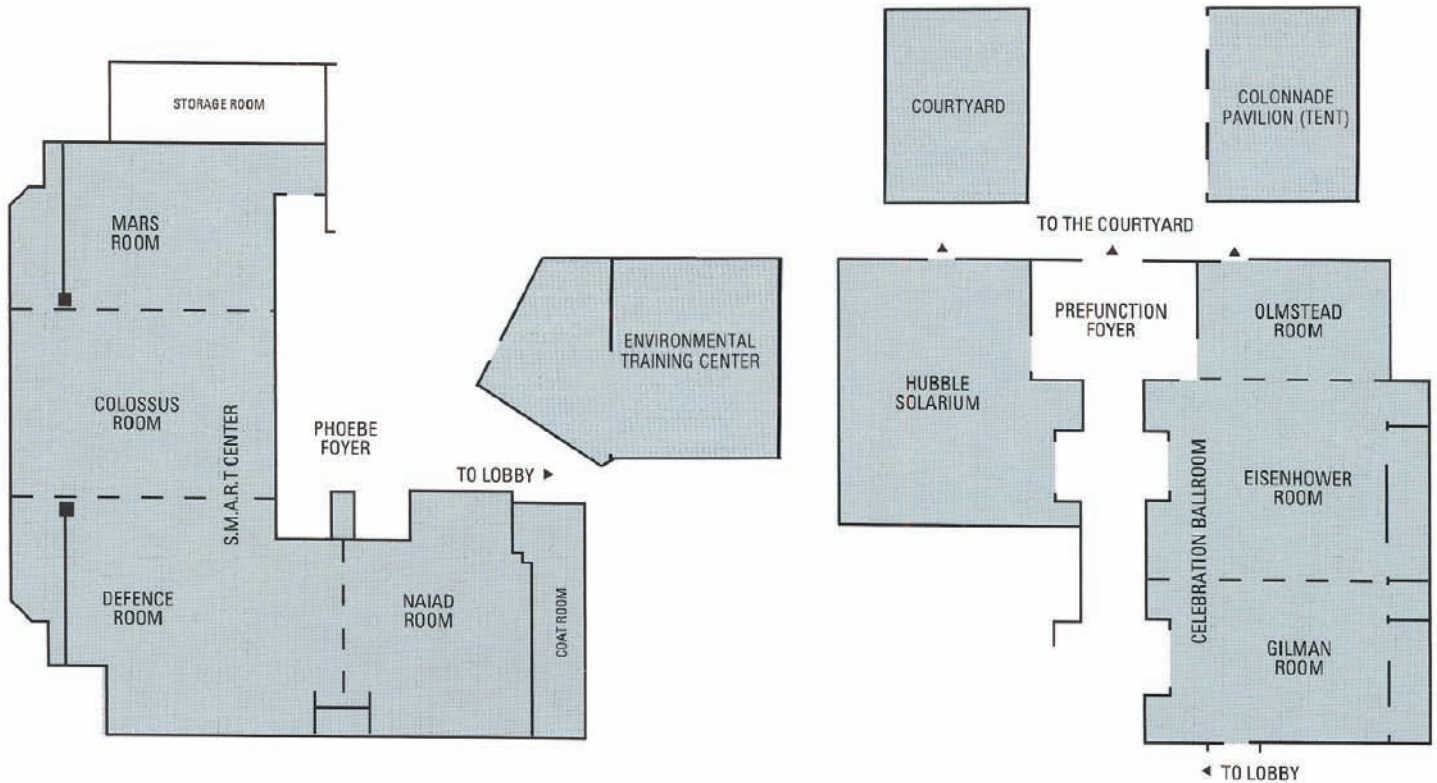 STORAGE ROOM
MARS
ROOM
COLOSSUS
ROOM
S.M.A.R.T CENTER
PHOEBE
FOYER
TO LOBBY
DEFENCE
ROOM
NAIAD
ROOM
COAT ROOM
ENVIRONMENTAL
TRAINING CENTER
COURTYARD
COLONNADE
PAVILION (TENT)
TO THE COURTYARD
PREFUNCTION
FOYER
OLMSTEAD
ROOM
HUBBLE
SOLARIUM
EISENHOWER
ROOM
CELEBRATION BALLROOM
GILMAN
ROOM
TO LOBBY